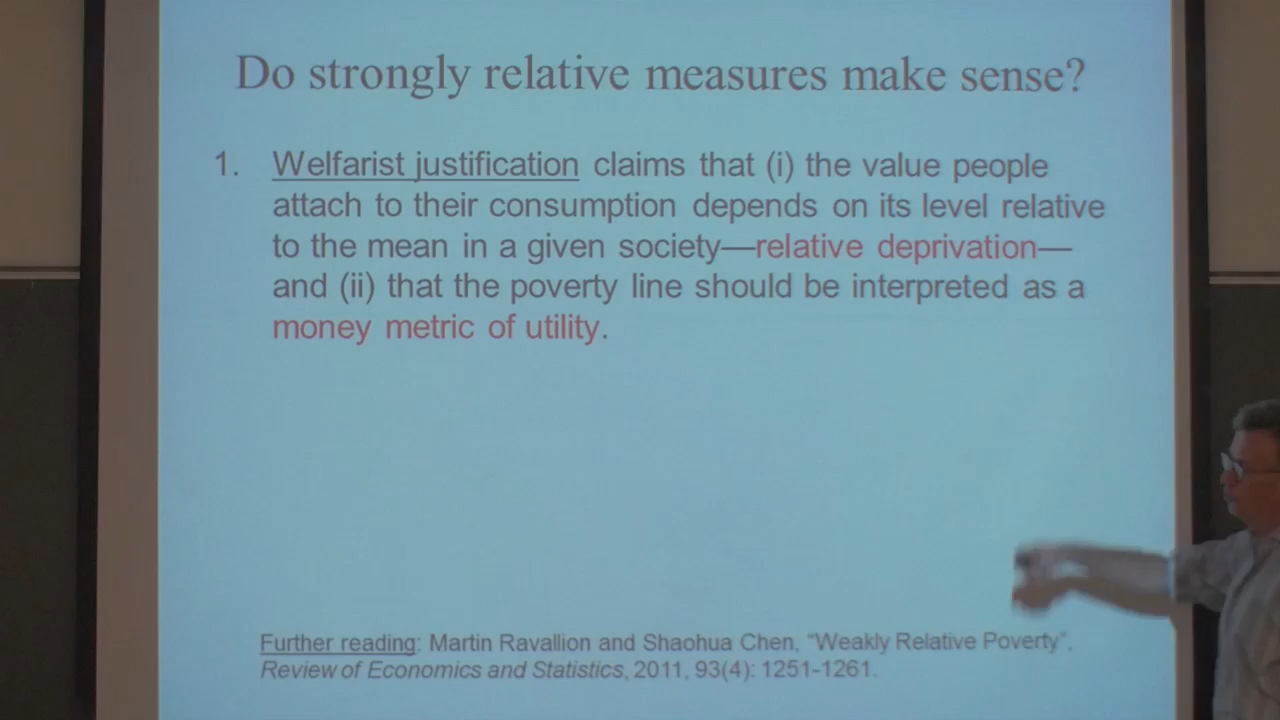 Do strongly relative measures make sense?
1. Welfarist justification claims that (i) the value people
attach to their consumption depends on its level relative
to the mean in a given society—relative deprivation—
and (ii) that the poverty line should be interpreted as a
money metric of utility.
Further reading: Martin Ravallion and Shaohua Chen, “Weakly Relative Poverty”,
Review of Economics and Statistics, 2011, 93(4): 1251-1261.